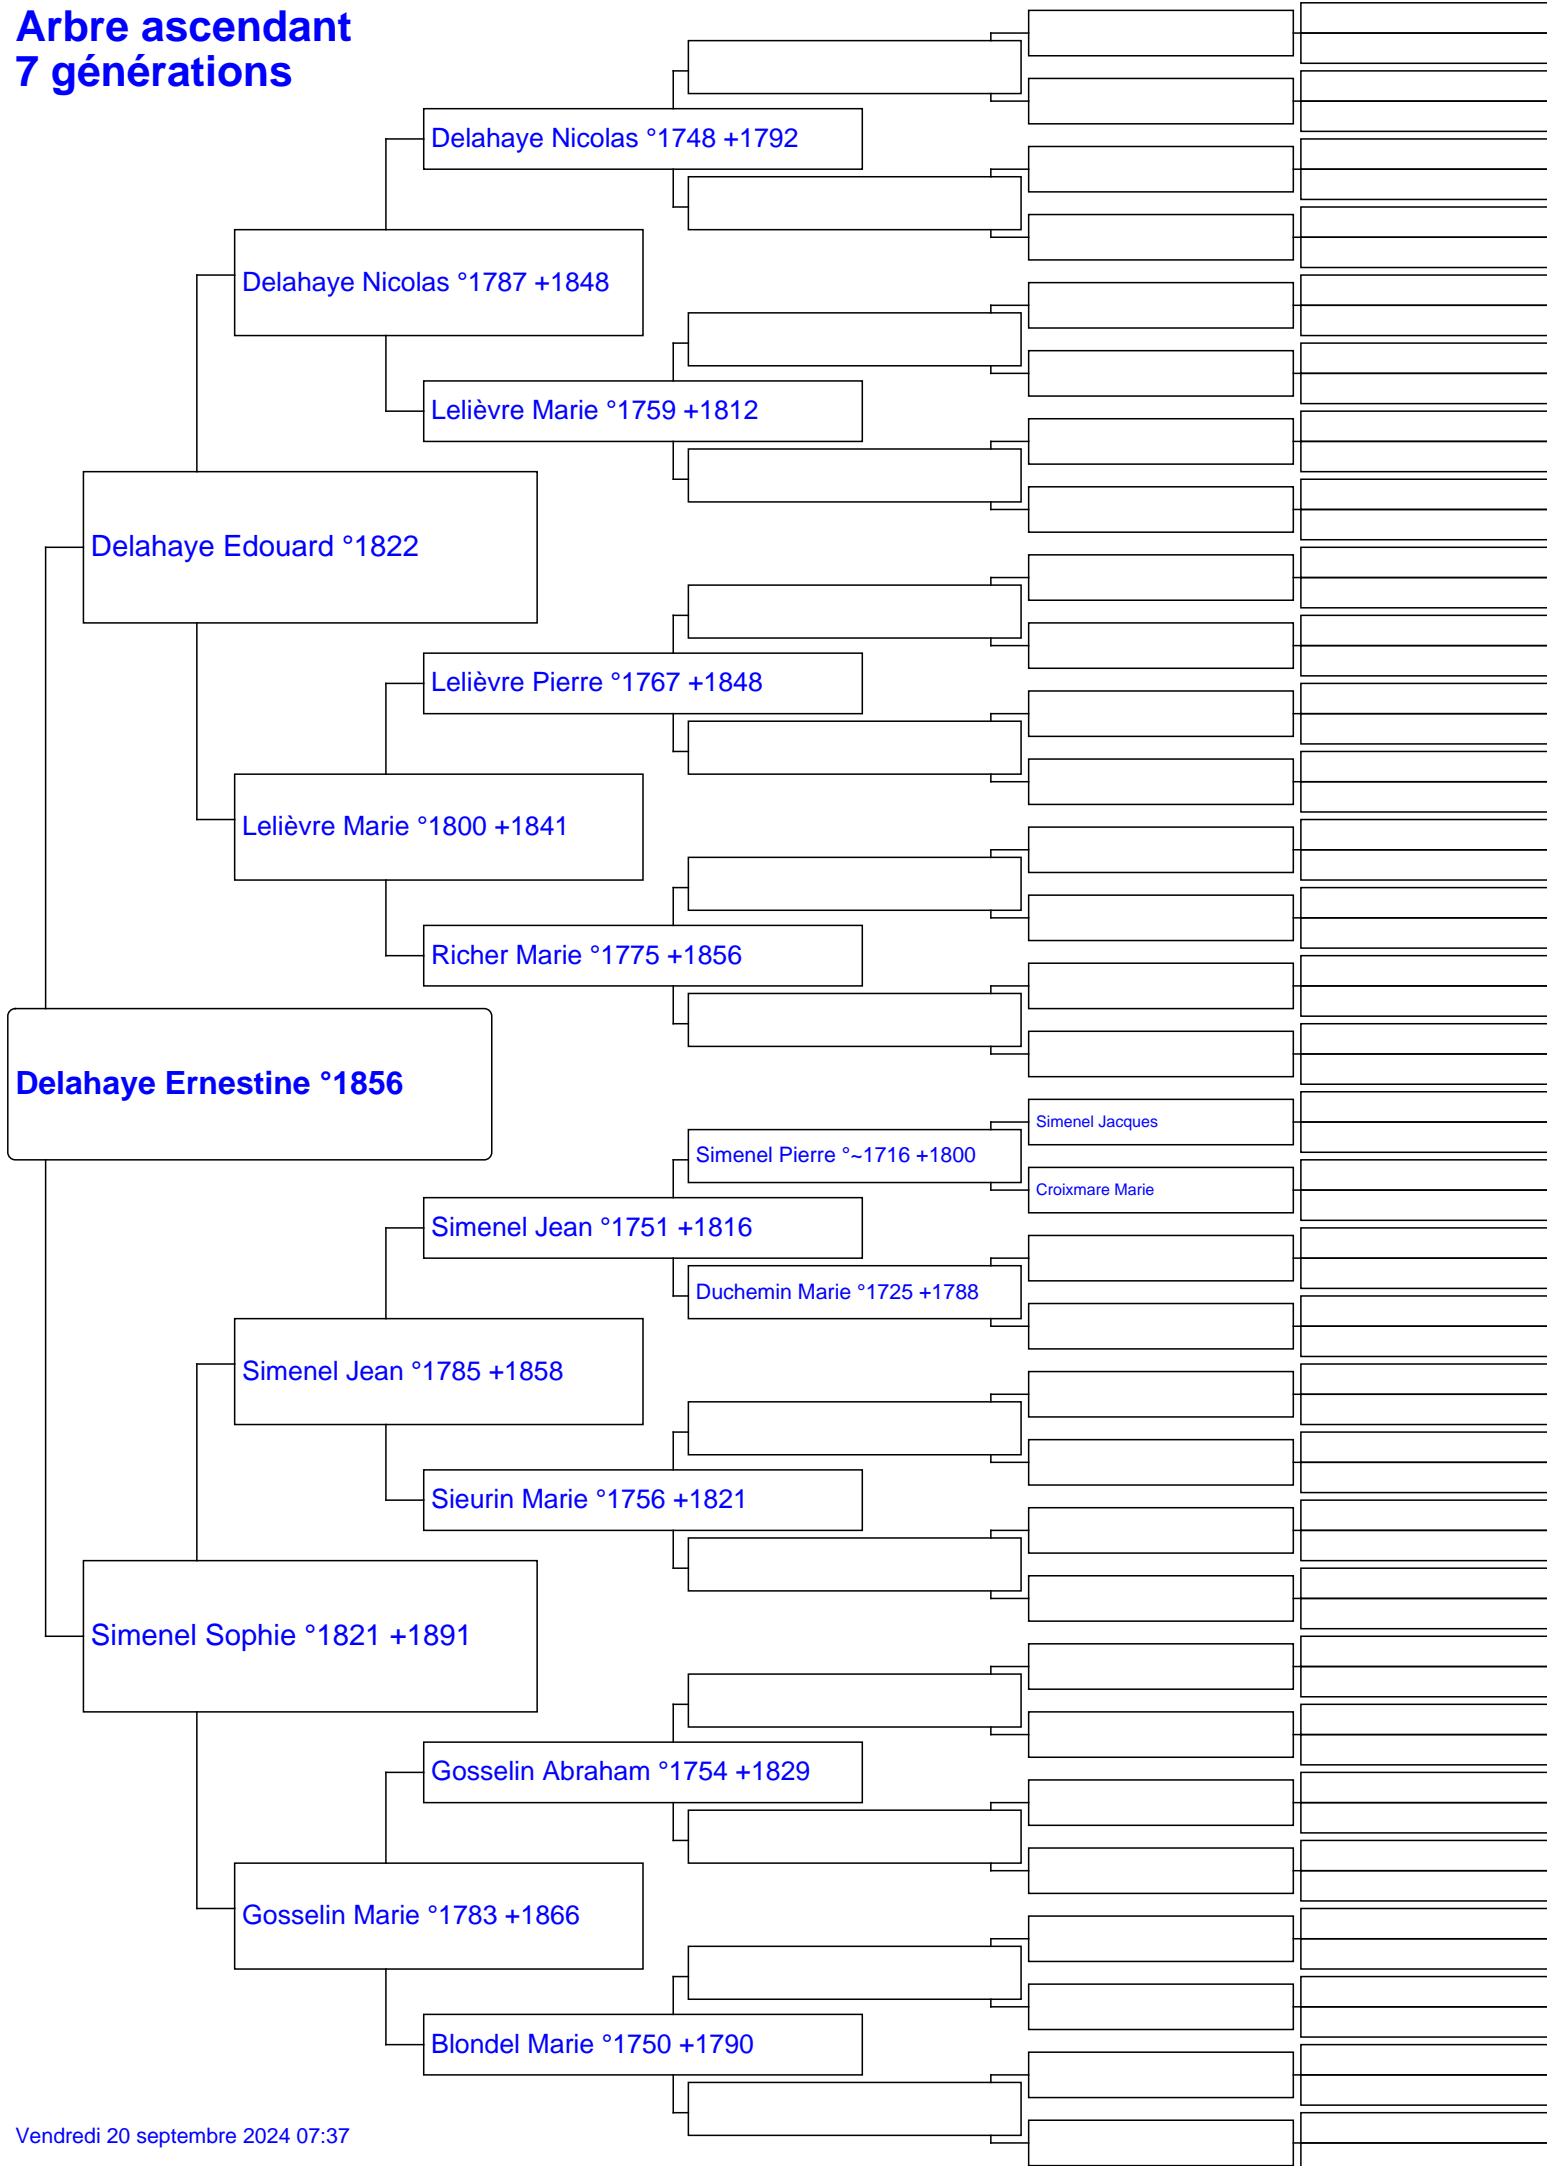 Arbre ascendant
7 générations
Delahaye Nicolas °1748 +1792
Delahaye Nicolas °1787 +1848
Lelièvre Marie °1759 +1812
Delahaye Edouard °1822
Lelièvre Pierre °1767 +1848
Lelièvre Marie °1800 +1841
Richer Marie °1775 +1856
Delahaye Ernestine °1856
Simenel Jacques
Simenel Pierre °~1716 +1800
Croixmare Marie
Simenel Jean °1751 +1816
Duchemin Marie °1725 +1788
Simenel Jean °1785 +1858
Sieurin Marie °1756 +1821
Simenel Sophie °1821 +1891
Gosselin Abraham °1754 +1829
Gosselin Marie °1783 +1866
Blondel Marie °1750 +1790
Vendredi 20 septembre 2024 07:37